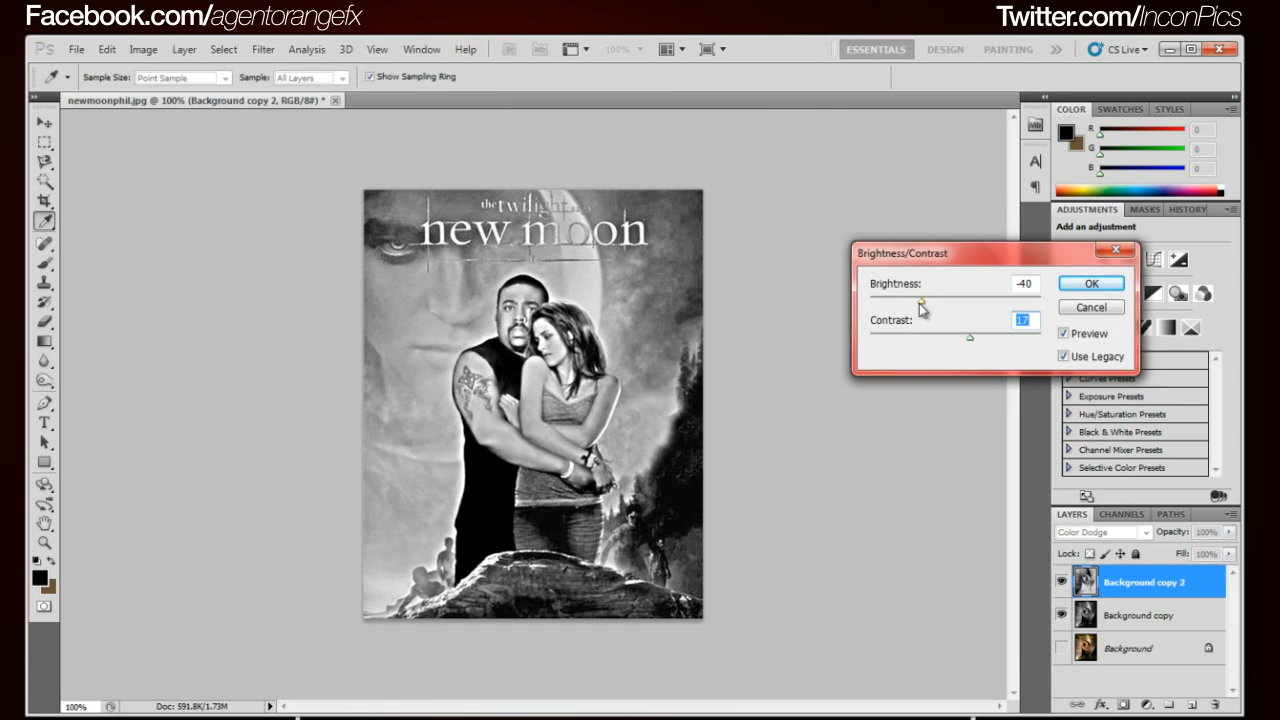 Facebook.com/agentorangefx
Twitter.com/InconPics
Ps File Edit Image Layer Select Filter Analysis 3D View Window Help Br Mb 100% ESSENTIALS DESIGN PAINTING CS Live
Sample Size: Point Sample Sample: All Layers Show Sampling Ring
newmoonphil.jpg @ 100% (Background copy 2, RGB/8#) *
COLOR SWATCHES STYLES
R 0
G 0
B 0
ADJUSTMENTS MASKS HISTORY
Add an adjustment
the twilight
new moon
Brightness/Contrast
Brightness: -40 OK
Cancel
Contrast: 17
Preview
Use Legacy
Curves Presets
Exposure Presets
Hue/Saturation Presets
Black & White Presets
Channel Mixer Presets
Selective Color Presets
LAYERS CHANNELS PATHS
Color Dodge Opacity: 100%
Lock: Fill: 100%
Background copy 2
Background copy
Background
100% Doc: 591.8K/1.73M